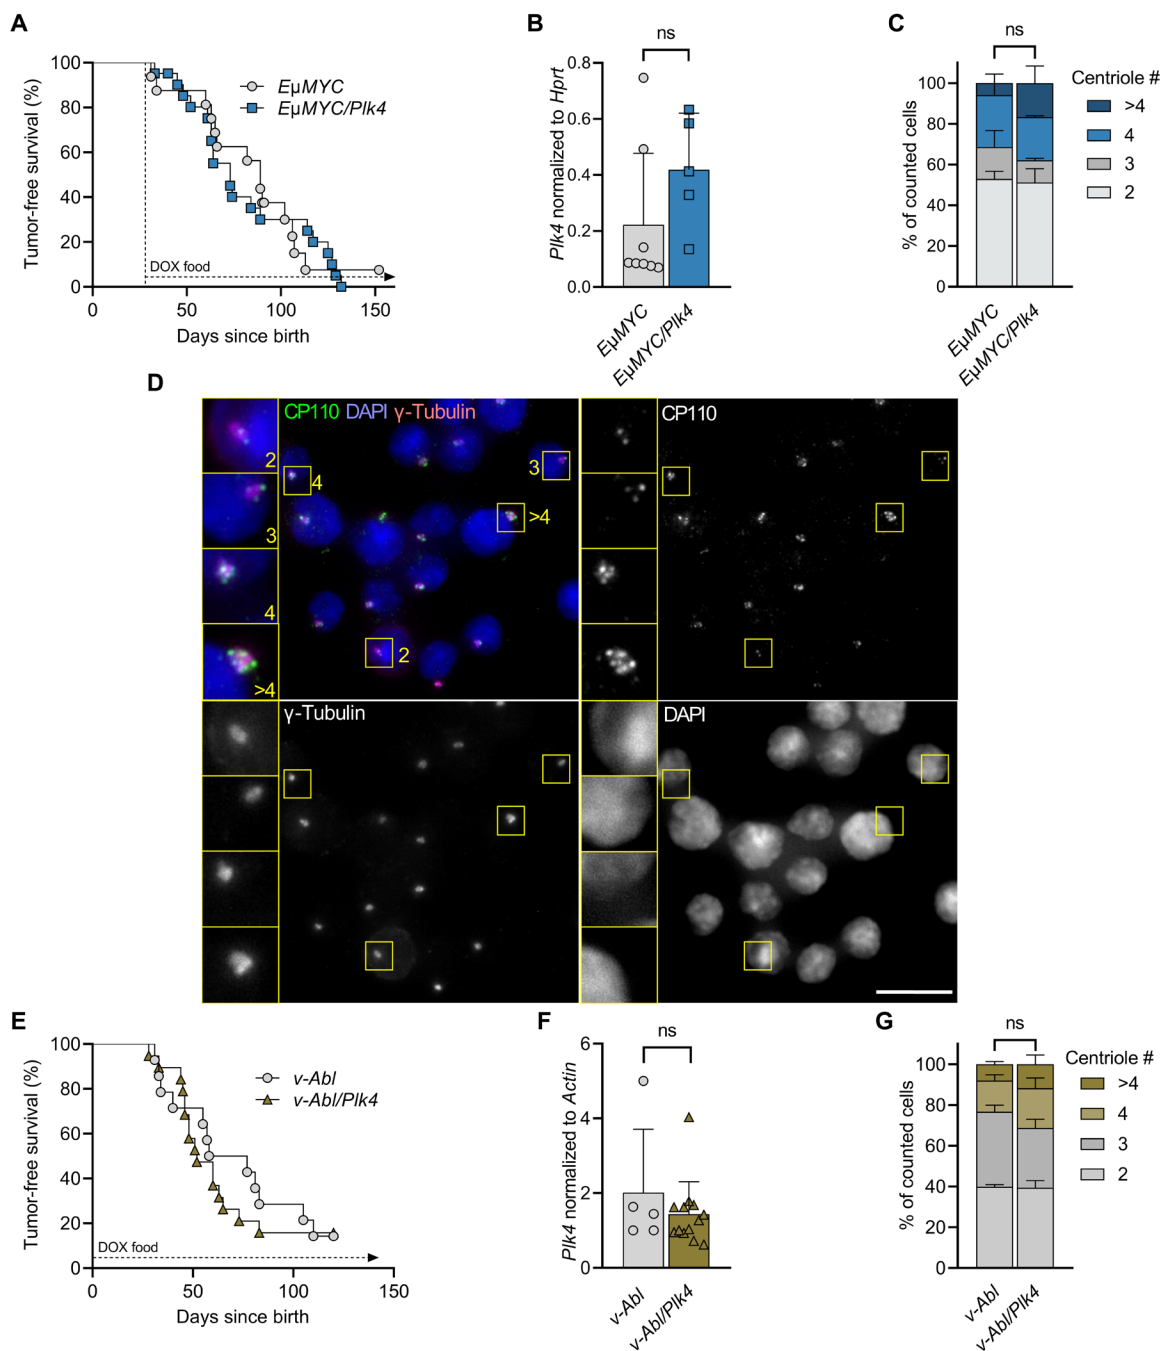 A
Tumor-free survival (%)
100
80
60
40
20
0
EμMYC
EμMYC/Plk4
DOX food
0 50 100 150
Days since birth
B
ns
Plk4 normalized to Hprt
0.8
0.6
0.4
0.2
0.0
EμMYC
EμMYC/Plk4
C
ns
% of counted cells
100
80
60
40
20
0
EμMYC
EμMYC/Plk4
Centriole #
>4
4
3
2
D
CP110 DAPI γ-Tubulin
2
3
4
>4
4
3
>4
2
CP110
γ-Tubulin
DAPI
E
Tumor-free survival (%)
100
80
60
40
20
0
v-Abl
v-Abl/Plk4
DOX food
0 50 100 150
Days since birth
F
ns
Plk4 normalized to Actin
6
4
2
0
v-Abl
v-Abl/Plk4
G
ns
% of counted cells
100
80
60
40
20
0
v-Abl
v-Abl/Plk4
Centriole #
>4
4
3
2